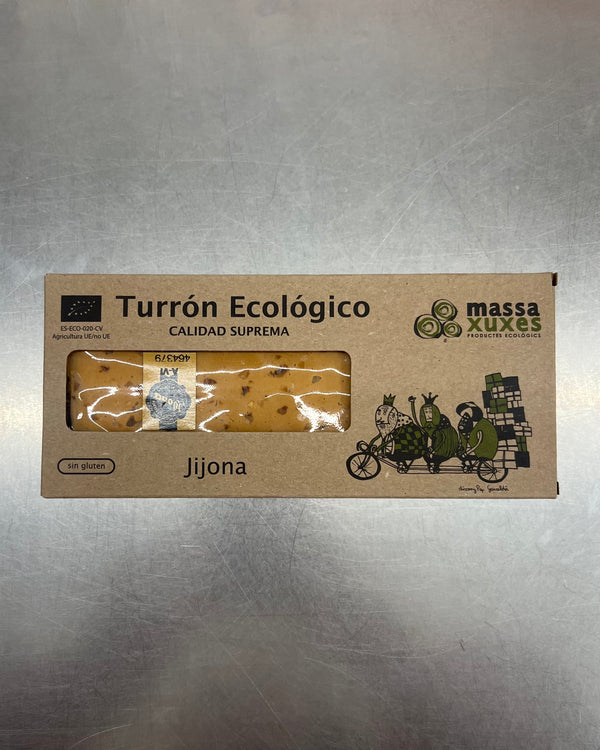 ES-ECO-020-CV
Agricultura UE/no UE
Turrón Ecológico
CALIDAD SUPREMA
massa
xuxes
PRODUCTES ECOLÒGICS
464379
sin gluten
Jijona